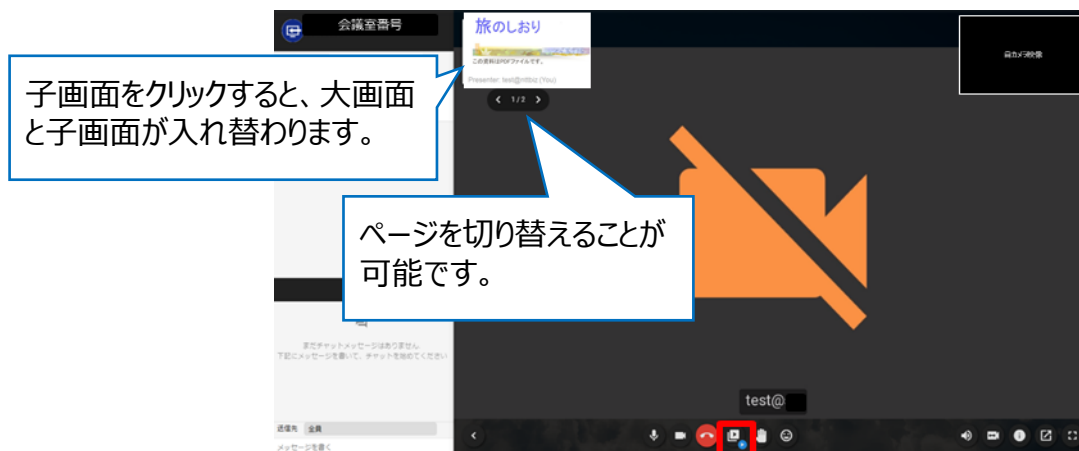 会議室番号
旅のしおり
この資料はPDFファイルです。
Presenter: test@nttbiz (You)
1/2
自カメラ映像
子画面をクリックすると、大画面
と子画面が入れ替わります。
ページを切り替えることが
可能です。
まだチャットメッセージはありません
下記にメッセージを書いて、チャットを始めてください
test@
送信先 全員
メッセージを書く